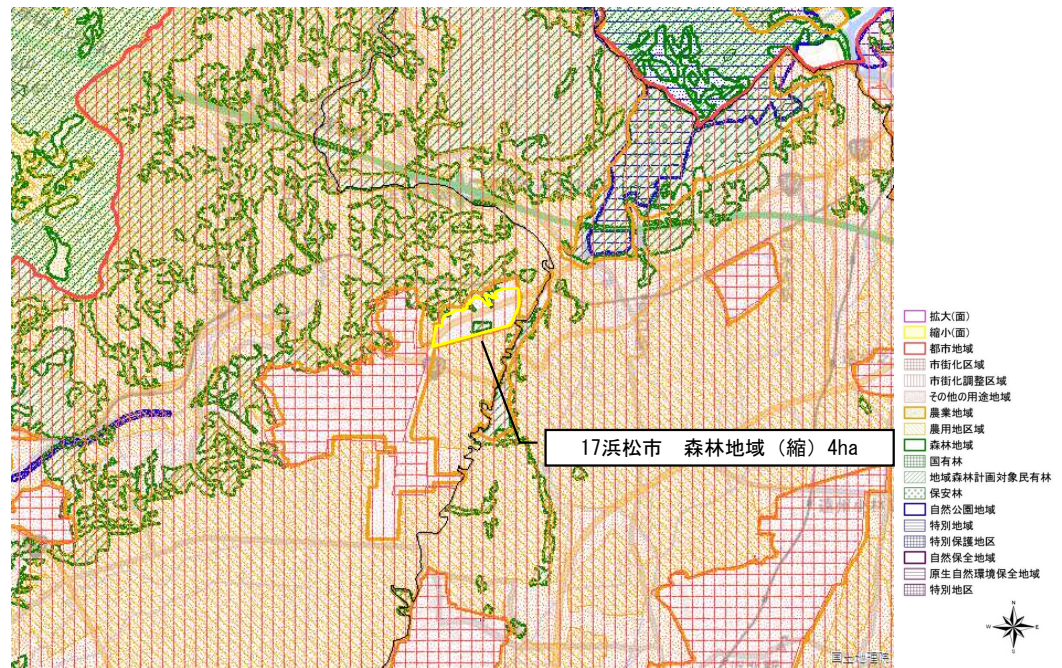 17浜松市　森林地域（縮）4ha
拡大(面)
縮小(面)
都市地域
市街化区域
市街化調整区域
その他の用途地域
農業地域
農用地区域
森林地域
国有林
地域森林計画対象民有林
保安林
自然公園地域
特別地域
特別保護地区
自然保全地域
原生自然環境保全地域
特別地区
N
W
E
S
国土地理院